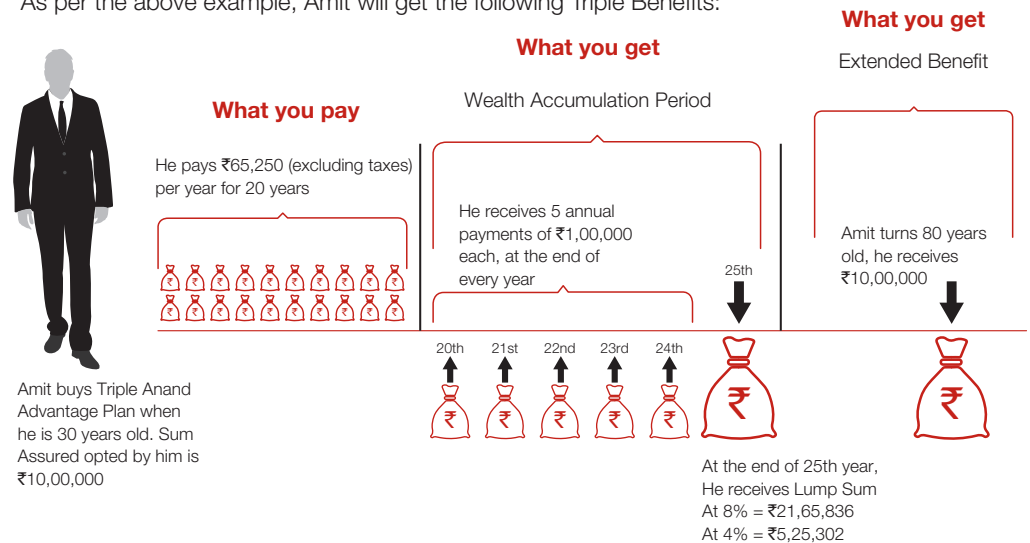 As per the above example, Amit will get the following Triple Benefits:
What you pay
He pays ₹65,250 (excluding taxes)
per year for 20 years
What you get
Wealth Accumulation Period
He receives 5 annual
payments of ₹1,00,000
each, at the end of
every year
20th
21st
22nd
23rd
24th
25th
What you get
Extended Benefit
Amit turns 80 years
old, he receives
₹10,00,000
₹ ₹ ₹ ₹ ₹ ₹ ₹ ₹ ₹ ₹
₹ ₹ ₹ ₹ ₹ ₹ ₹ ₹ ₹ ₹
₹ ₹ ₹ ₹ ₹ ₹ ₹
Amit buys Triple Anand
Advantage Plan when
he is 30 years old. Sum
Assured opted by him is
₹10,00,000
At the end of 25th year,
He receives Lump Sum
At 8% = ₹21,65,836
At 4% = ₹5,25,302